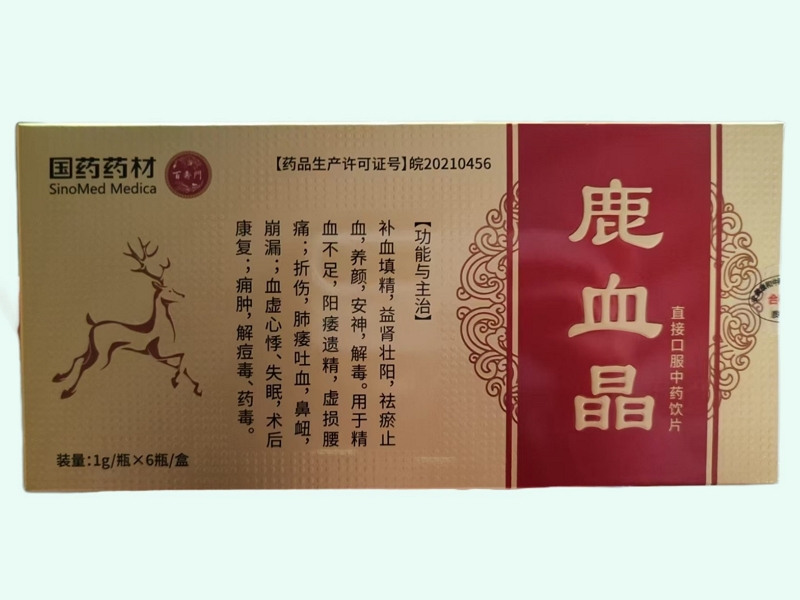 国药药材
SinoMed Medica
百寿门
【药品生产许可证号】皖20210456
【功能与主治】
补血填精,益肾壮阳,祛瘀止
血,养颜,安神,解毒。用于精
血不足,阳痿遗精,虚损腰
痛;折伤,肺痿吐血,鼻衄,
崩漏;血虚心悸、失眠,术后
康复;痈肿,解痘毒、药毒。
装量:1g/瓶×6瓶/盒
鹿血晶
直接口服中药饮片